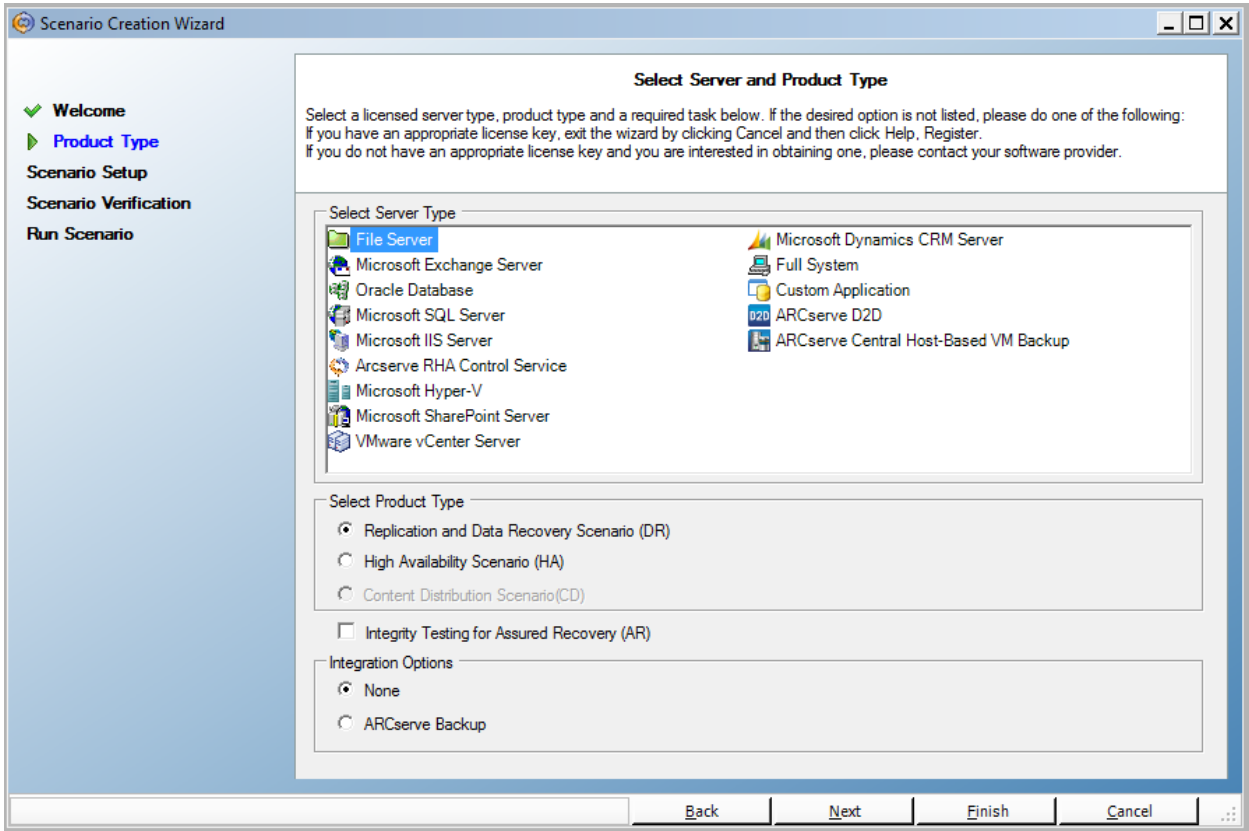 Scenario Creation Wizard
Welcome
Product Type
Scenario Setup
Scenario Verification
Run Scenario
Select Server and Product Type
Select a licensed server type, product type and a required task below. If the desired option is not listed, please do one of the following:
If you have an appropriate license key, exit the wizard by clicking Cancel and then click Help, Register.
If you do not have an appropriate license key and you are interested in obtaining one, please contact your software provider.
Select Server Type
File Server
Microsoft Exchange Server
Oracle Database
Microsoft SQL Server
Microsoft IIS Server
Arcserve RHA Control Service
Microsoft Hyper-V
Microsoft SharePoint Server
VMware vCenter Server
Microsoft Dynamics CRM Server
Full System
Custom Application
D2D ARCserve D2D
ARCserve Central Host-Based VM Backup
Select Product Type
Replication and Data Recovery Scenario (DR)
High Availability Scenario (HA)
Content Distribution Scenario(CD)
Integrity Testing for Assured Recovery (AR)
Integration Options
None
ARCserve Backup
Back Next Finish Cancel